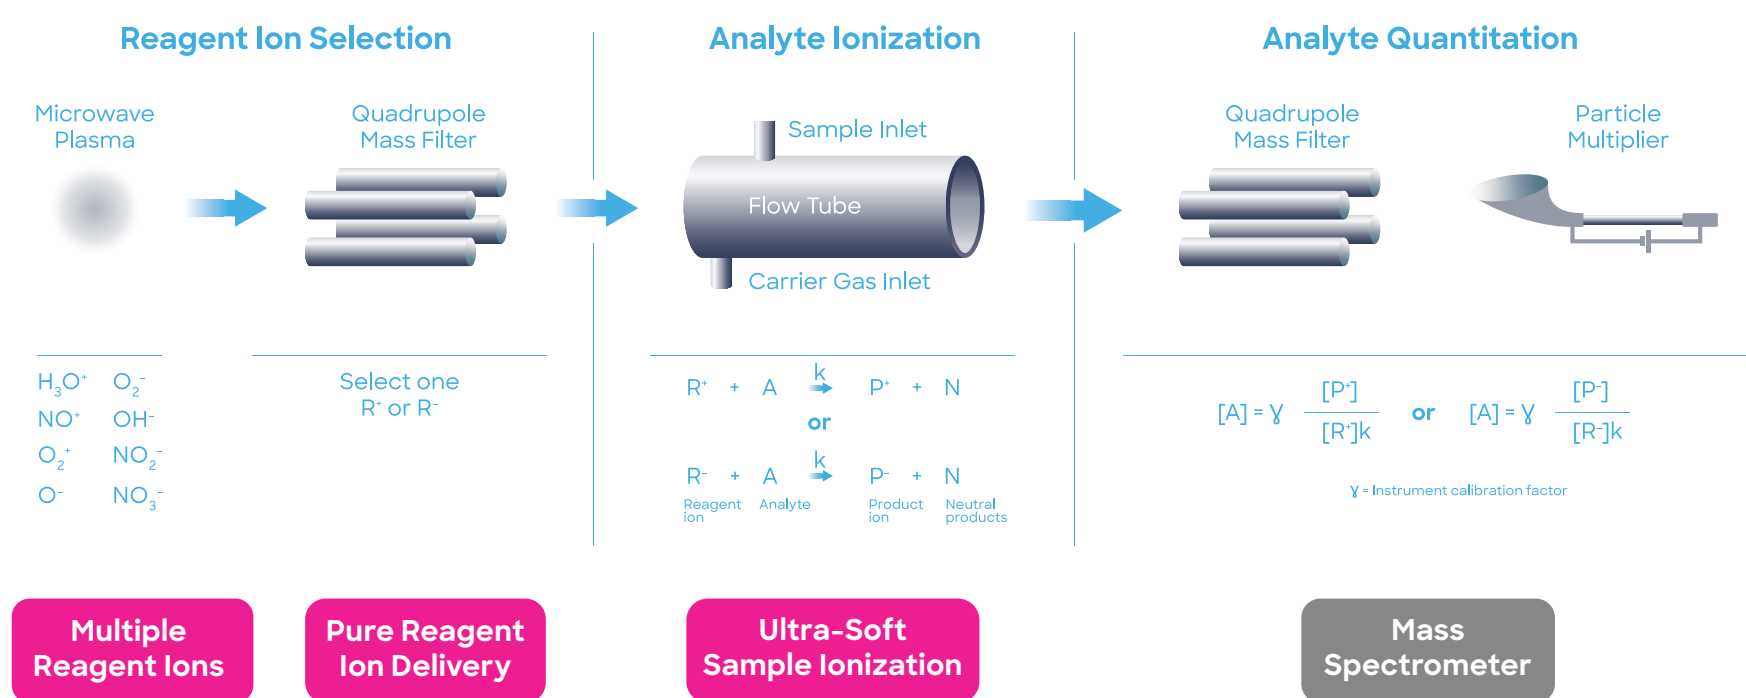 Reagent Ion Selection
Analyte Ionization
Analyte Quantitation
Microwave
Plasma
Quadrupole
Mass Filter
Sample Inlet
Flow Tube
Carrier Gas Inlet
Quadrupole
Mass Filter
Particle
Multiplier
H₃O⁺ O₂⁻
NO⁺ OH⁻
O₂⁺ NO₂⁻
O⁻ NO₃⁻
Select one
R⁺ or R⁻
k
R⁺ + A P⁺ + N
or
k
R⁻ + A P⁻ + N
Reagent ion
Analyte
Product ion
Neutral products
[A] = ɣ [P⁺] / [R⁺]k or [A] = ɣ [P⁻] / [R⁻]k
ɣ = Instrument calibration factor
Multiple
Reagent Ions
Pure Reagent
Ion Delivery
Ultra-Soft
Sample Ionization
Mass
Spectrometer